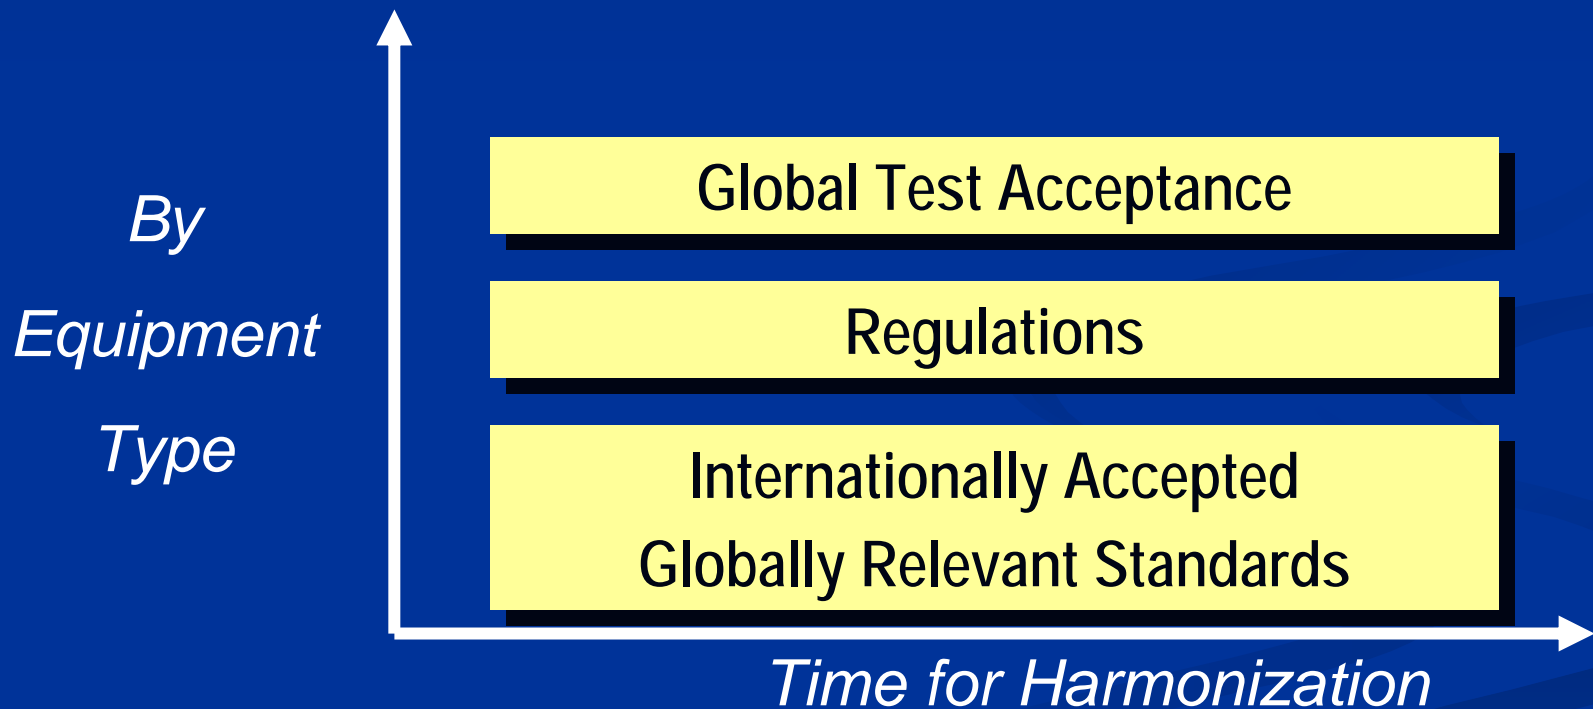 By
Equipment
Type
Global Test Acceptance
Regulations
Internationally Accepted
Globally Relevant Standards
Time for Harmonization